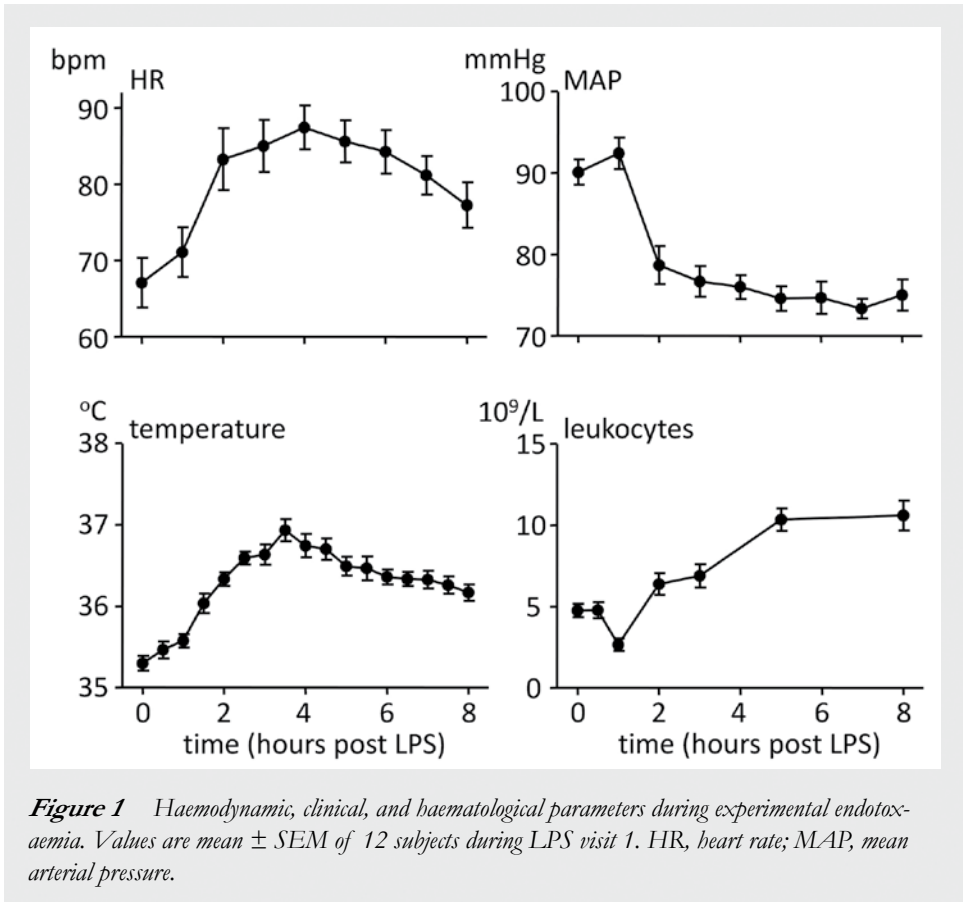 bpm
HR
90
80
70
60
mmHg
MAP
100
90
80
70
°C
temperature
38
37
36
35
0 2 4 6 8
time (hours post LPS)
10⁹/L
leukocytes
15
10
5
0
0 2 4 6 8
time (hours post LPS)
Figure 1 Haemodynamic, clinical, and haematological parameters during experimental endotox-
aemia. Values are mean ± SEM of 12 subjects during LPS visit 1. HR, heart rate; MAP, mean
arterial pressure.